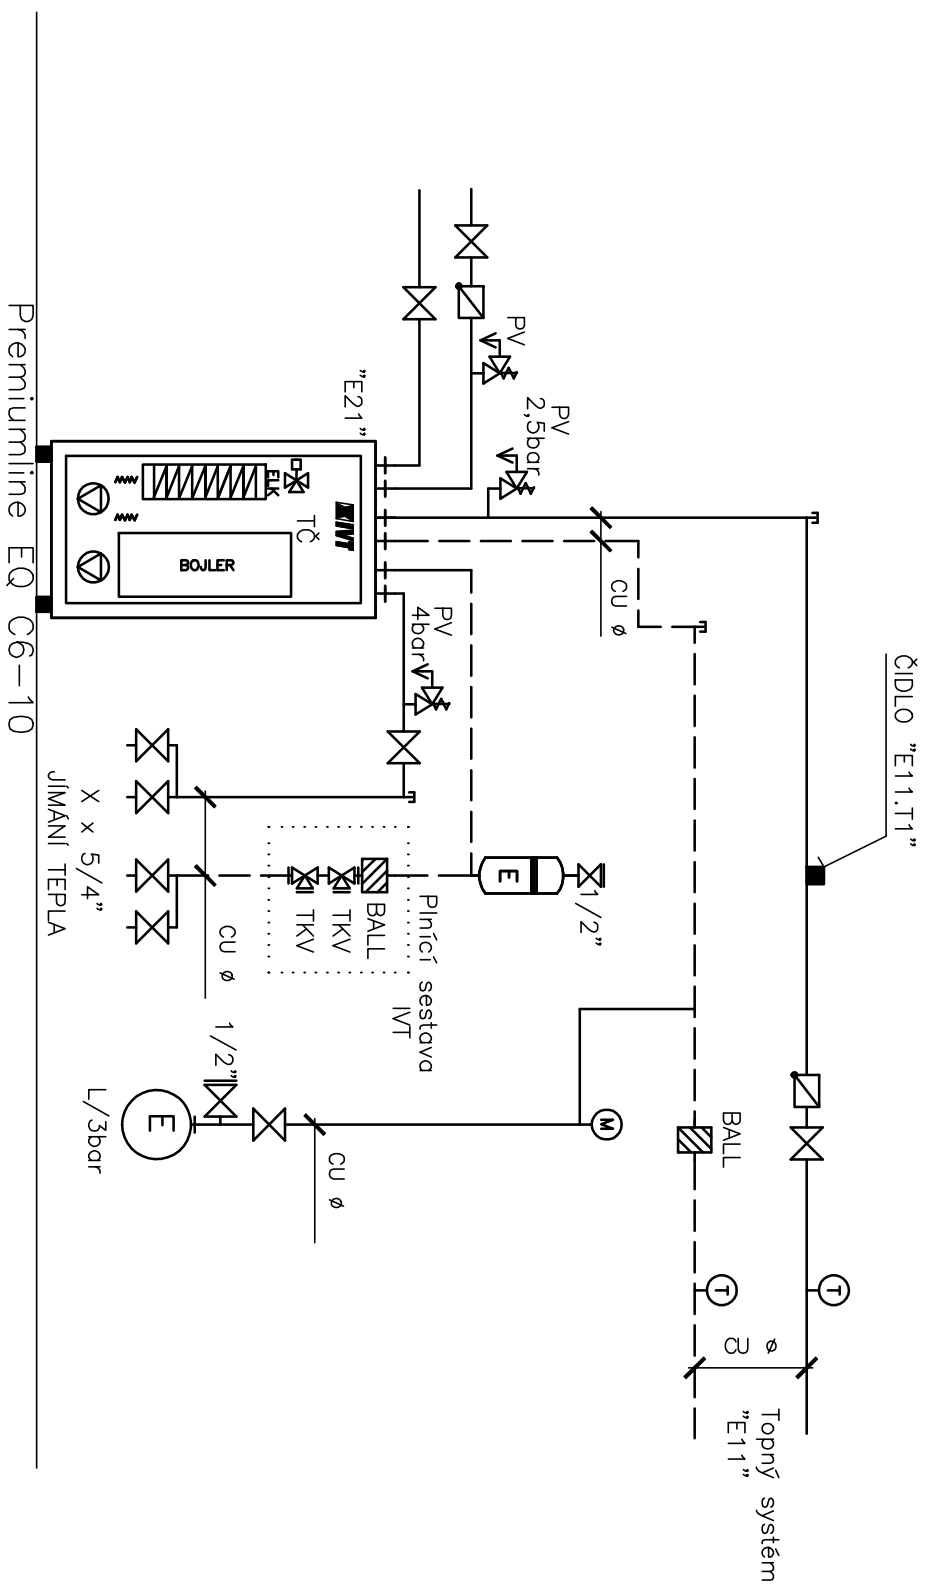 ČIDLO "E11.T1"
Topný systém
"E11"
CU ø
BALL
T
T
M
PV
2,5bar
PV
CU ø
1/2"
E
Plnící sestava
IVT
BALL
TKV
TKV
PV
4bar
"E21"
IVT
TČ
ELK
BOJLER
CU ø
CU ø
1/2"
E
L/3bar
X x 5/4"
JÍMÁNÍ TEPLA
Premiumline EQ C6-10